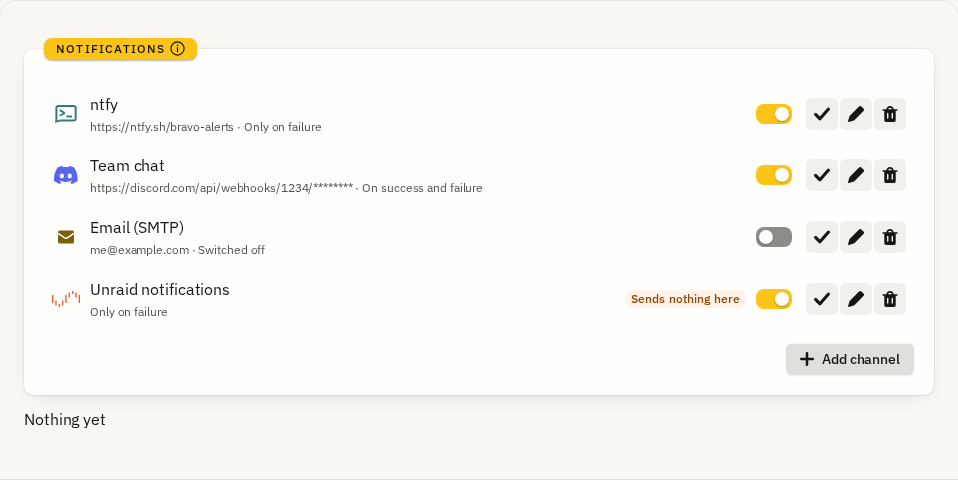 NOTIFICATIONS
ntfy
https://ntfy.sh/bravo-alerts · Only on failure
Team chat
https://discord.com/api/webhooks/1234/******** · On success and failure
Email (SMTP)
me@example.com · Switched off
Unraid notifications
Only on failure
Sends nothing here
Add channel
Nothing yet